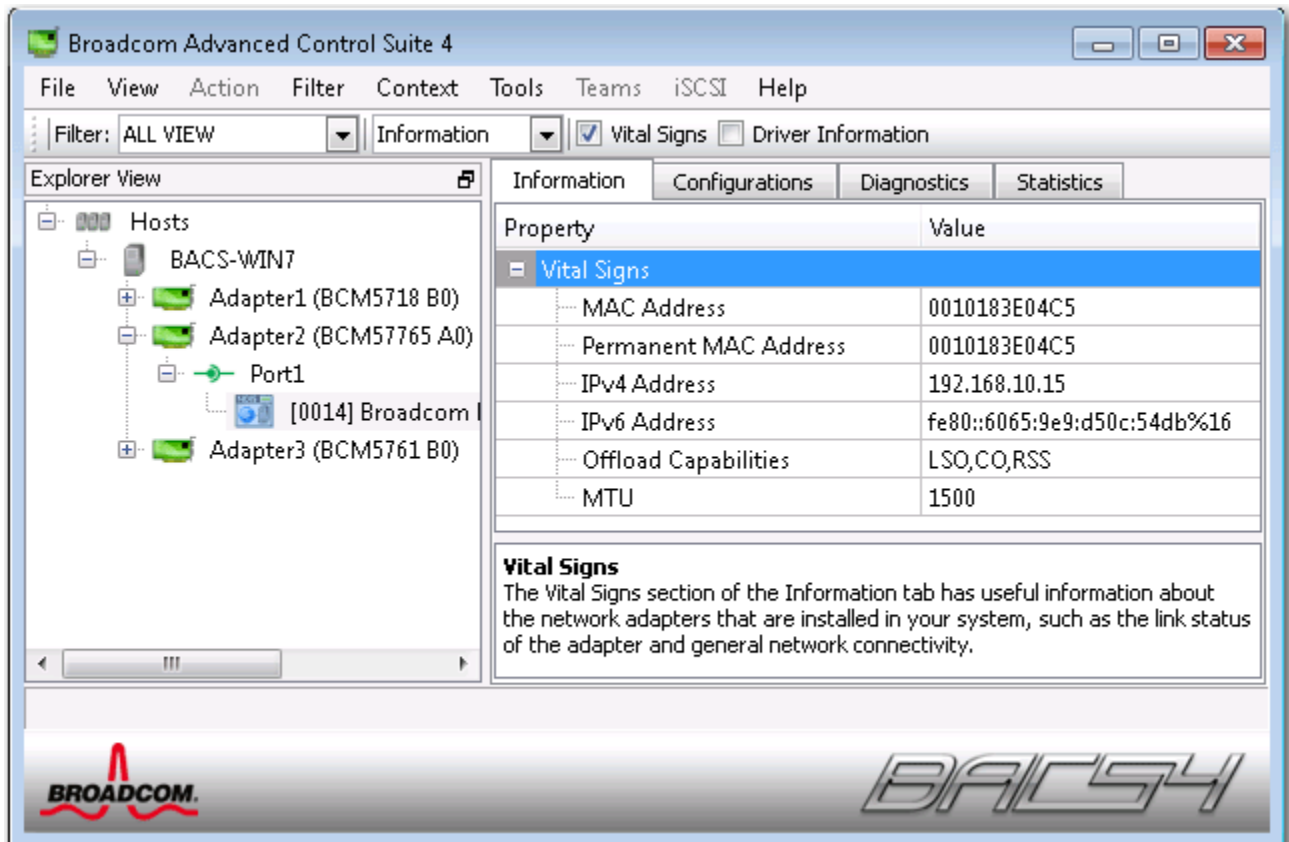 Broadcom Advanced Control Suite 4
File View Action Filter Context Tools Teams iSCSI Help
Filter: ALL VIEW Information Vital Signs Driver Information
Explorer View
Hosts
BACS-WIN7
Adapter1 (BCM5718 B0)
Adapter2 (BCM57765 A0)
Port1
[0014] Broadcom
Adapter3 (BCM5761 B0)
Information Configurations Diagnostics Statistics
Property Value
Vital Signs
MAC Address 0010183E04C5
Permanent MAC Address 0010183E04C5
IPv4 Address 192.168.10.15
IPv6 Address fe80::6065:9e9:d50c:54db%16
Offload Capabilities LSO,CO,RSS
MTU 1500
Vital Signs
The Vital Signs section of the Information tab has useful information about
the network adapters that are installed in your system, such as the link status
of the adapter and general network connectivity.
BROADCOM.
BACS4